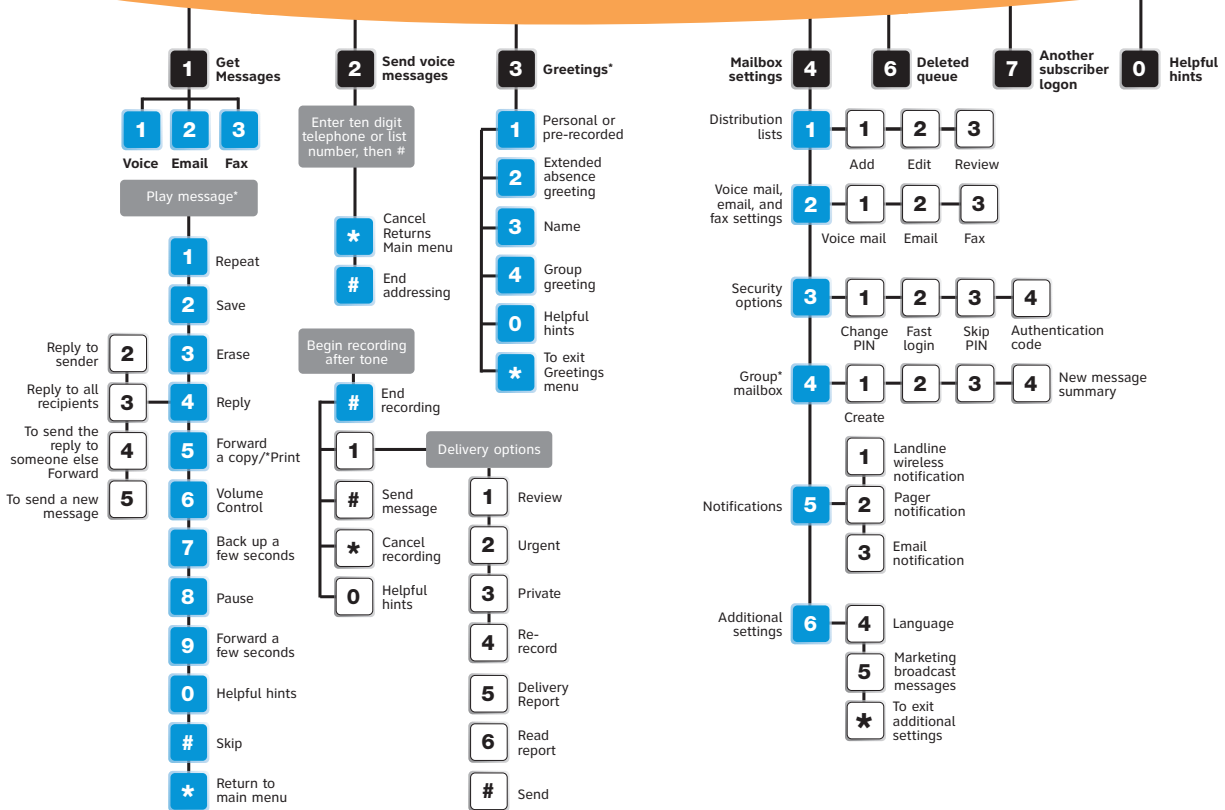 1
Get
Messages
1
2
3
Voice
Email
Fax
Play message*
1
Repeat
2
Save
3
Erase
4
Reply
2
Reply to
sender
3
Reply to all
recipients
4
To send the
reply to
someone else
Forward
5
To send a new
message
5
Forward
a copy/*Print
6
Volume
Control
7
Back up a
few seconds
8
Pause
9
Forward a
few seconds
0
Helpful hints
#
Skip
*
Return to
main menu
2
Send voice
messages
Enter ten digit
telephone or list
number, then #
*
Cancel
Returns
Main menu
#
End
addressing
Begin recording
after tone
#
End
recording
1
Delivery options
#
Send
message
*
Cancel
recording
0
Helpful
hints
1
Review
2
Urgent
3
Private
4
Re-
record
5
Delivery
Report
6
Read
report
#
Send
3
Greetings*
1
Personal or
pre-recorded
2
Extended
absence
greeting
3
Name
4
Group
greeting
0
Helpful
hints
*
To exit
Greetings
menu
Mailbox
settings
4
Distribution
lists
1
1
2
3
Add
Edit
Review
Voice mail,
email, and
fax settings
2
1
2
3
Voice mail
Email
Fax
Security
options
3
1
2
3
4
Change
PIN
Fast
login
Skip
PIN
Authentication
code
Group*
mailbox
4
1
2
3
4
New message
summary
Create
Notifications
5
1
Landline
wireless
notification
2
Pager
notification
3
Email
notification
Additional
settings
6
4
Language
5
Marketing
broadcast
messages
*
To exit
additional
settings
6
Deleted
queue
7
Another
subscriber
logon
0
Helpful
hints